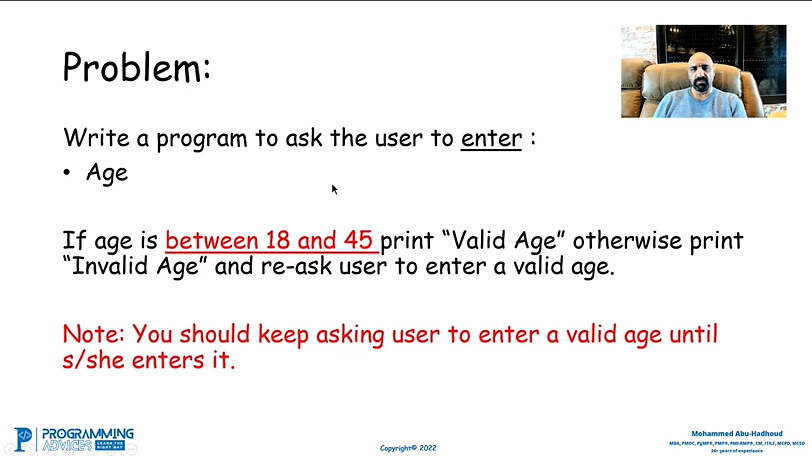 Problem:
Write a program to ask the user to enter :
• Age
If age is between 18 and 45 print “Valid Age” otherwise print
“Invalid Age” and re-ask user to enter a valid age.
Note: You should keep asking user to enter a valid age until
s/she enters it.
PROGRAMMING
ADVICES LEARN THE RIGHT WAY
Copyright© 2022
Mohammed Abu-Hadhoud
MBA, PMOC, PgMP®, PMP®, PMI-RMP®, CM, ITILF, MCPD, MCSD
26+ years of experience